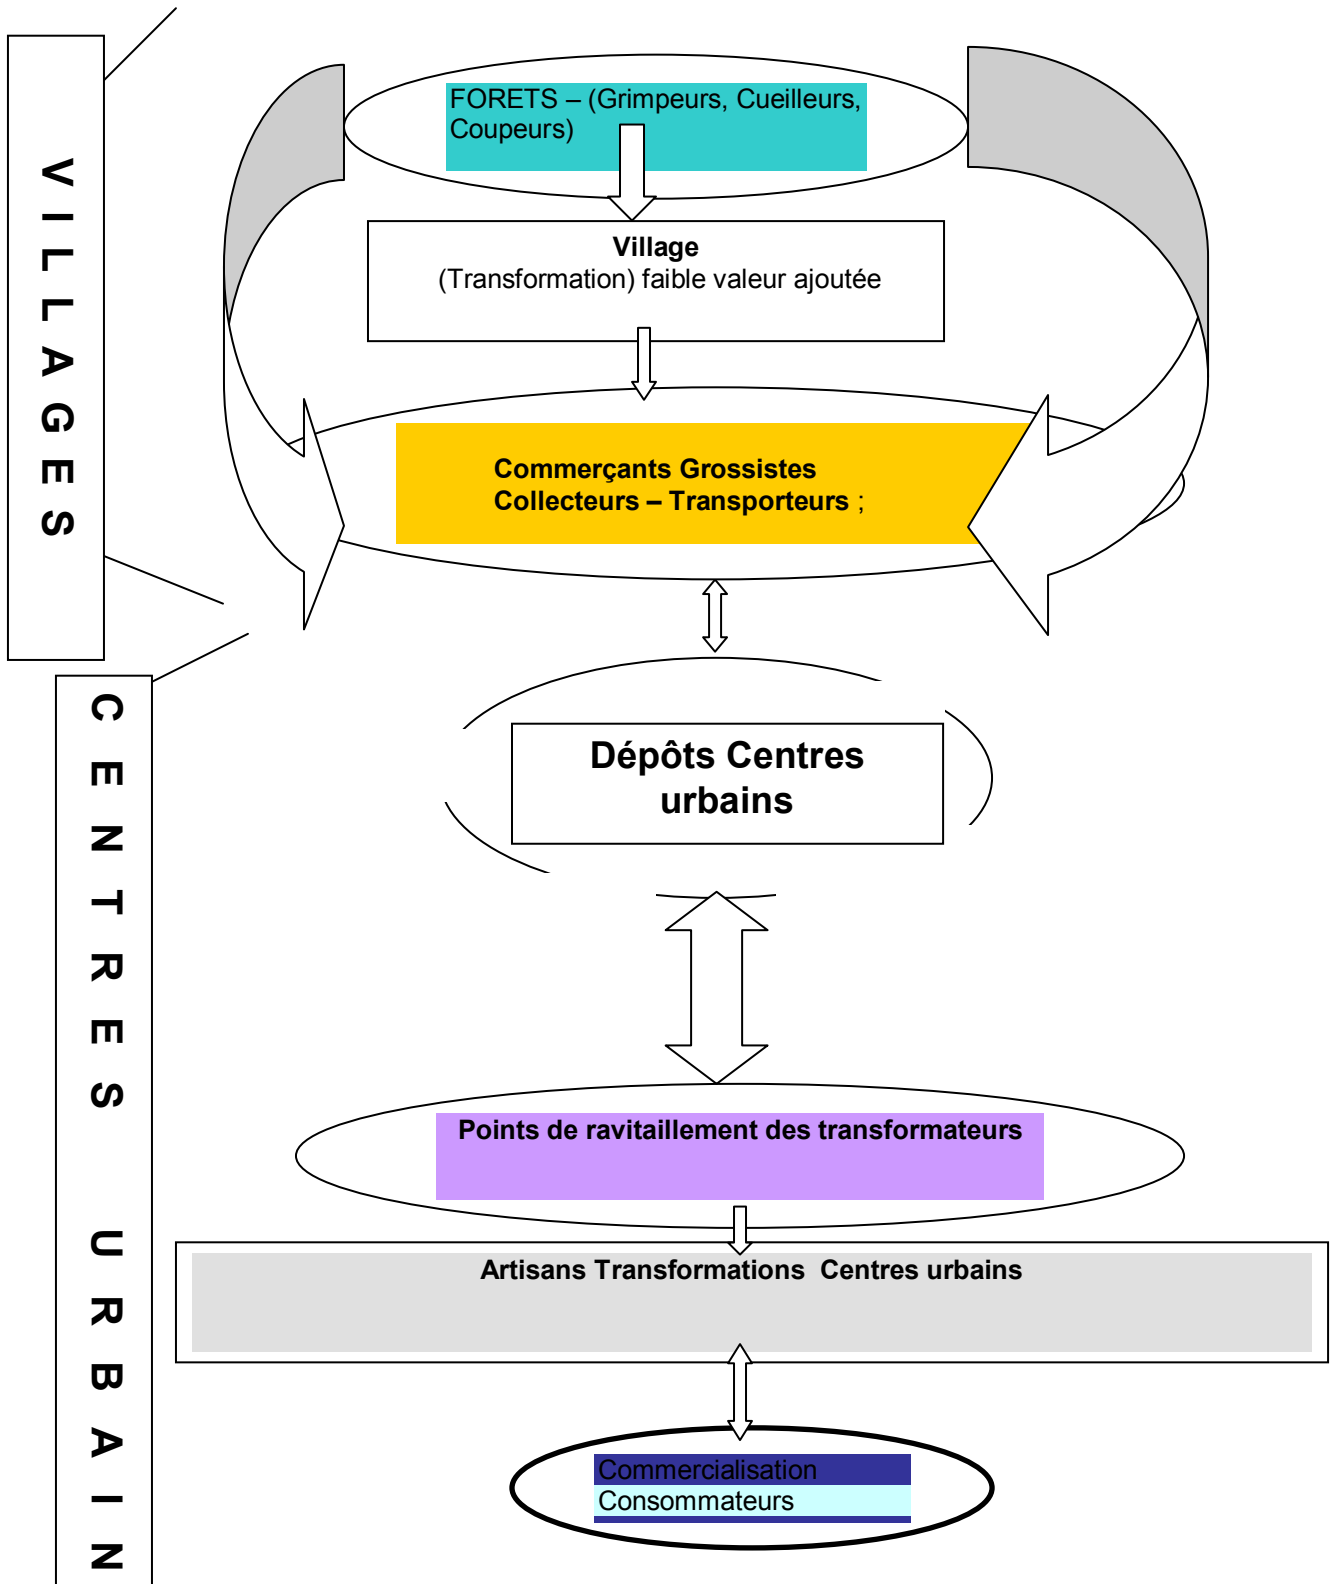 VILLAGES
FORETS – (Grimpeurs, Cueilleurs,
Coupeurs)
Village
(Transformation) faible valeur ajoutée
Commerçants Grossistes
Collecteurs – Transporteurs ;
CENTRES URBAIN
Dépôts Centres
urbains
Points de ravitaillement des transformateurs
Artisans Transformations Centres urbains
Commercialisation
Consommateurs